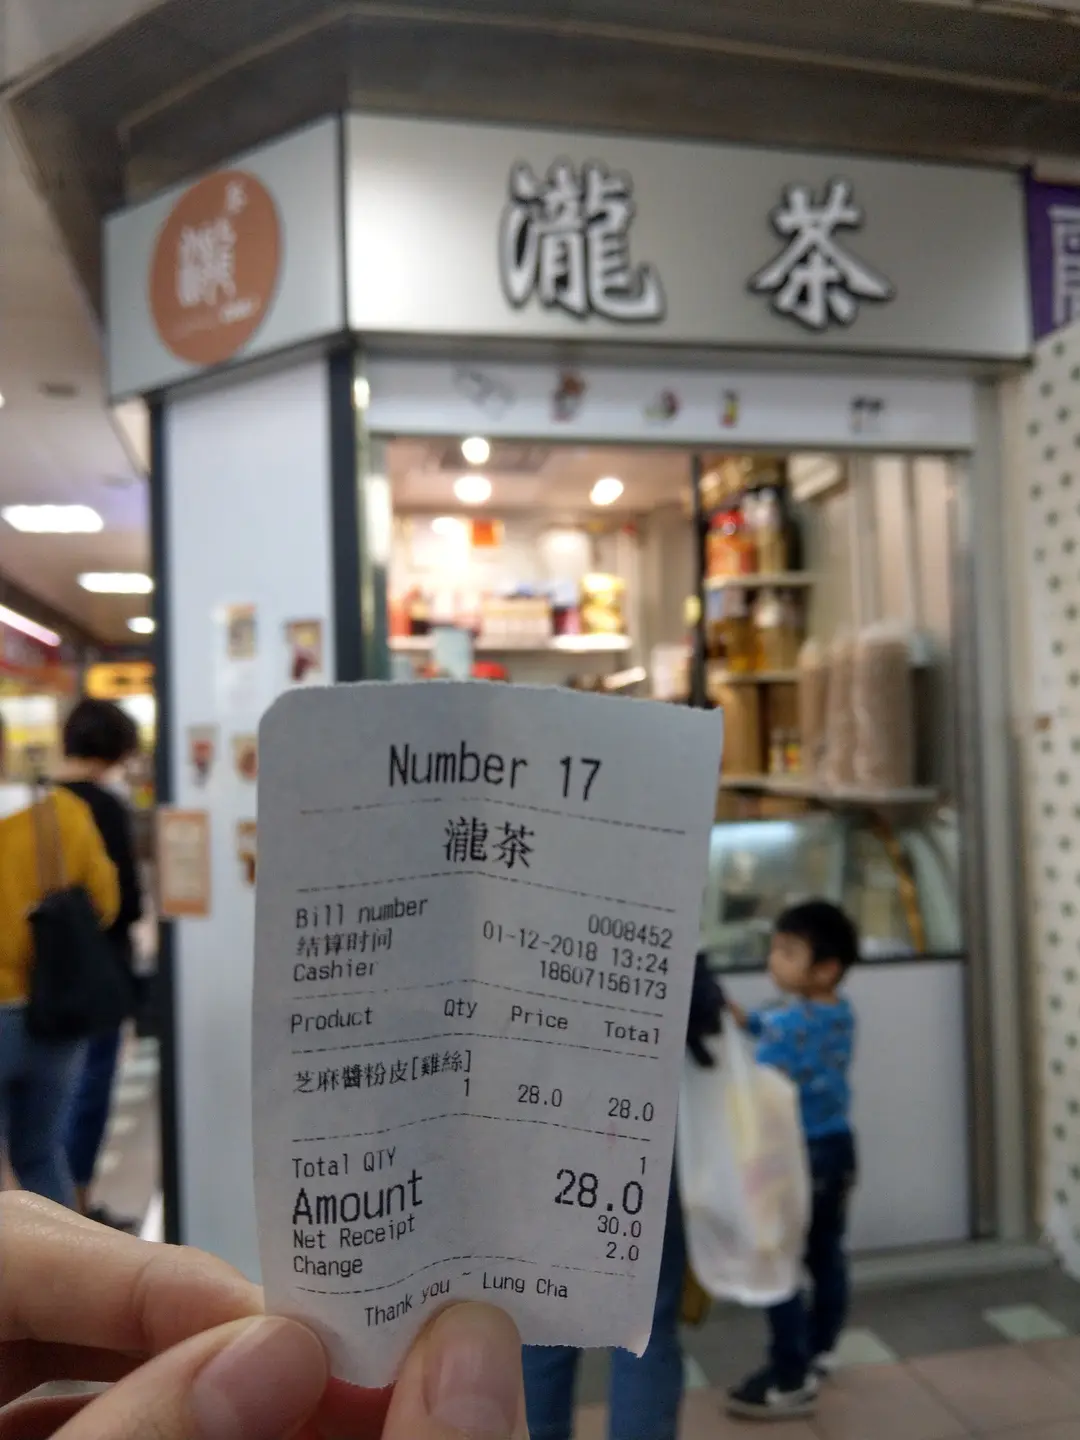 瀧茶
Number 17
瀧茶
Bill number 0008452
结算时间 01-12-2018 13:24
Cashier 18607156173
Product Qty Price Total
芝麻醬粉皮[雞絲]
1 28.0 28.0
Total QTY 1
Amount 28.0
Net Receipt 30.0
Change 2.0
Thank you ~ Lung Cha